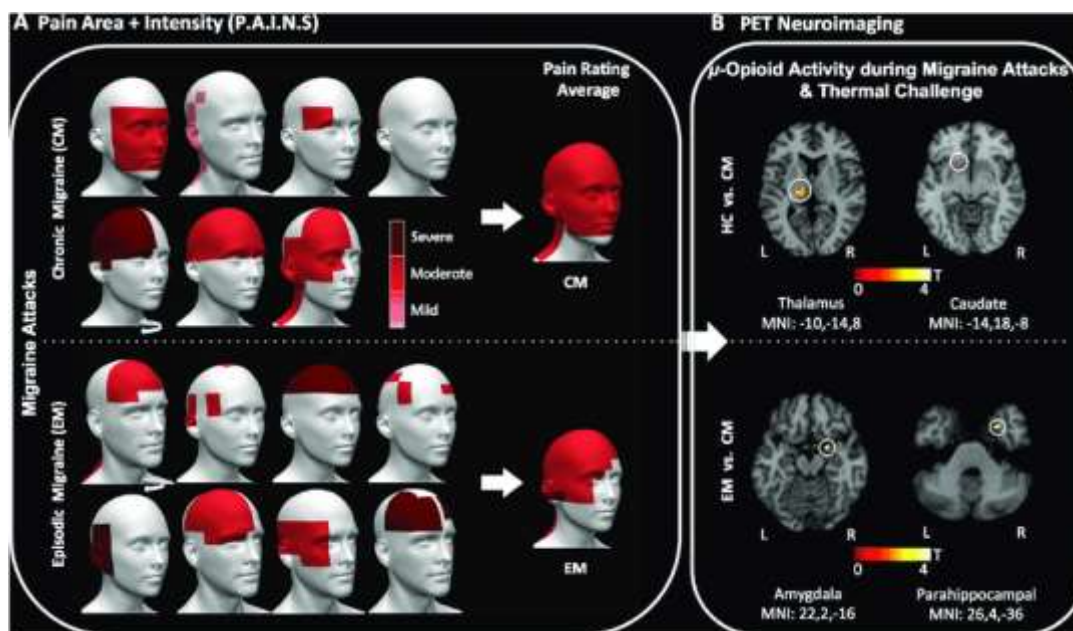 A Pain Area + Intensity (P.A.I.N.S)
Migraine Attacks
Chronic Migraine (CM)
Severe
Moderate
Mild
Pain Rating
Average
CM
Episodic Migraine (EM)
EM
B PET Neuroimaging
μ-Opioid Activity during Migraine Attacks
& Thermal Challenge
HC vs. CM
L R L R
T
0 4
Thalamus Caudate
MNI: -10,-14,8 MNI: -14,18,-8
EM vs. CM
L R L R
T
0 4
Amygdala Parahippocampal
MNI: 22,2,-16 MNI: 26,4,-36